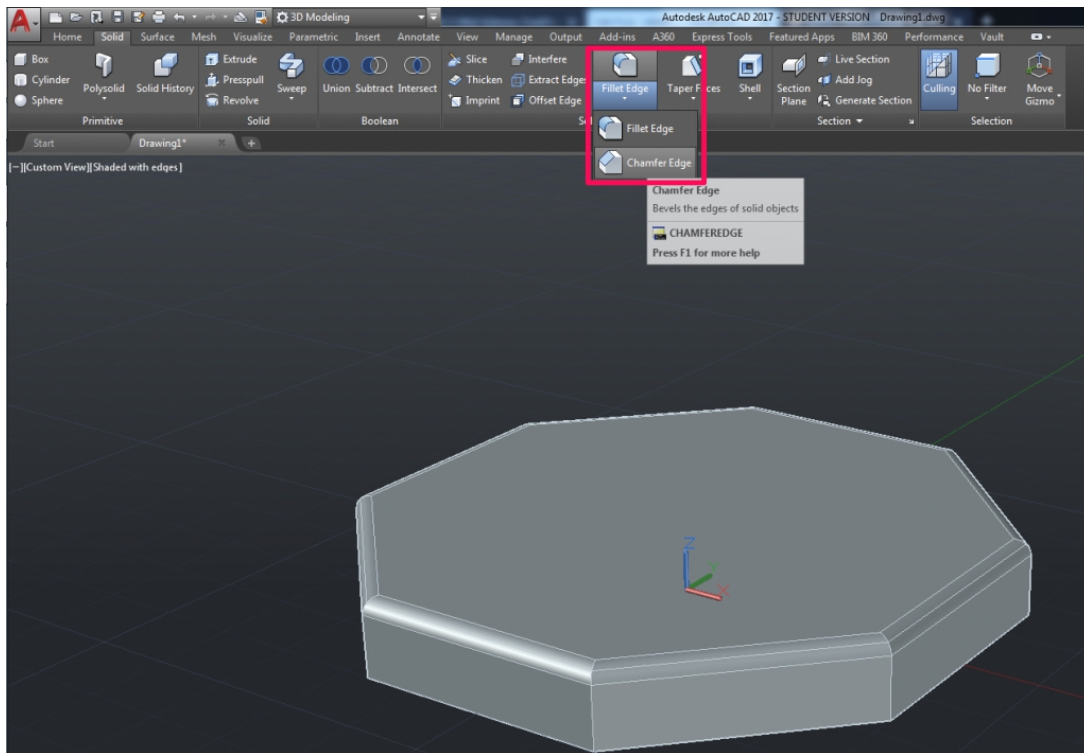 3D Modeling
Autodesk AutoCAD 2017 - STUDENT VERSION Drawing1.dwg
Home Solid Surface Mesh Visualize Parametric Insert Annotate View Manage Output Add-ins A360 Express Tools Featured Apps BIM 360 Performance Vault
Box
Cylinder
Sphere
Polysolid
Solid History
Extrude
Presspull
Revolve
Sweep
Union Subtract Intersect
Slice
Thicken
Imprint
Interfere
Extract Edges
Offset Edge
Fillet Edge
Taper Faces
Shell
Section
Plane
Live Section
Add Jog
Generate Section
Culling
No Filter
Move
Gizmo
Primitive
Solid
Boolean
Section
Selection
Start
Drawing1*
Fillet Edge
Chamfer Edge
[−][Custom View][Shaded with edges]
Chamfer Edge
Bevels the edges of solid objects
CHAMFEREDGE
Press F1 for more help
Z
Y
X